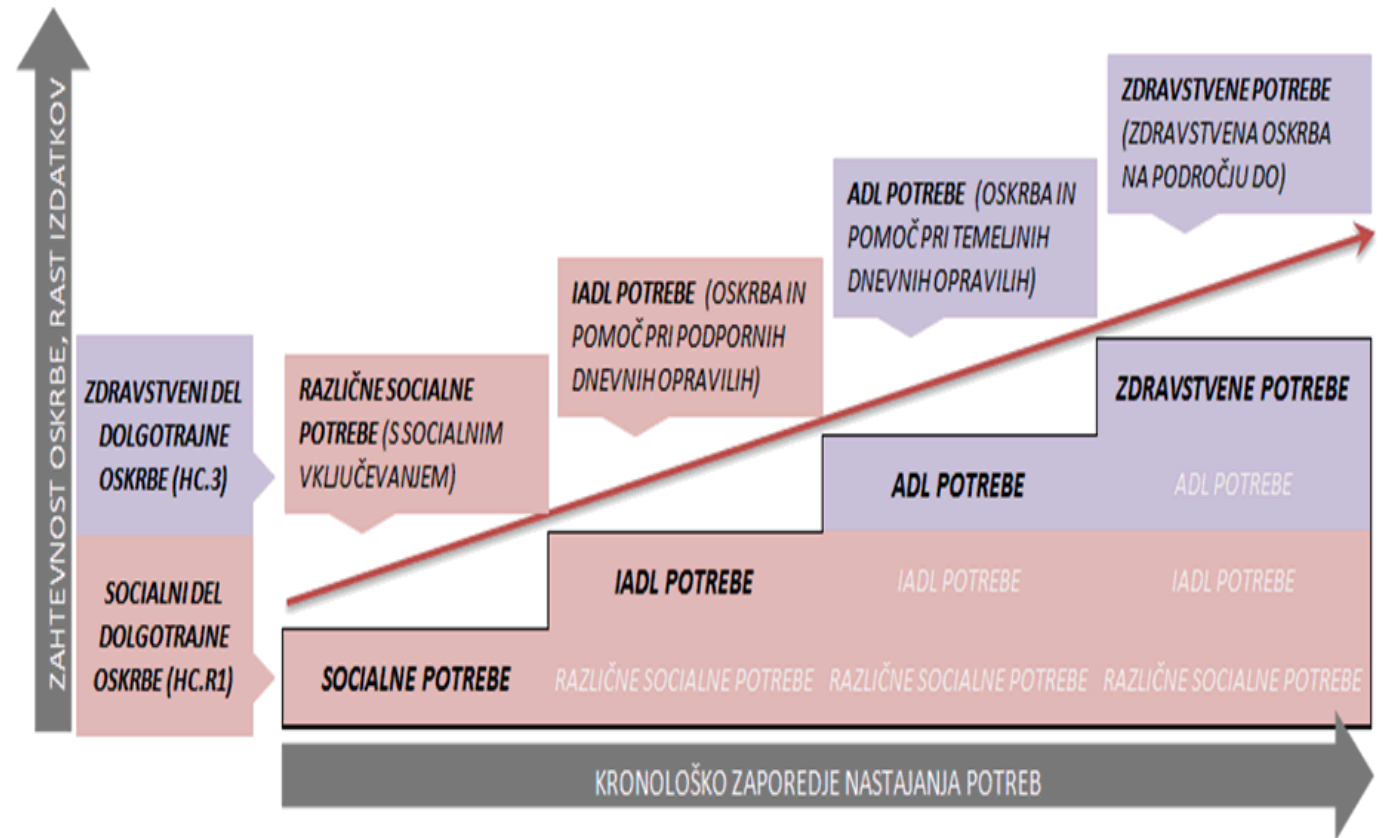 ZAHTEVNOST OSKRBE, RAST IZDATKOV
ZDRAVSTVENI DEL
DOLGOTRAJNE
OSKRBE (HC.3)
SOCIALNI DEL
DOLGOTRAJNE
OSKRBE (HC.R1)
RAZLIČNE SOCIALNE
POTREBE (S SOCIALNIM
VKLJUČEVANJEM)
IADL POTREBE (OSKRBA IN
POMOČ PRI PODPORNIH
DNEVNIH OPRAVILIH)
ADL POTREBE (OSKRBA IN
POMOČ PRI TEMELJNIH
DNEVNIH OPRAVILIH)
ZDRAVSTVENE POTREBE
(ZDRAVSTVENA OSKRBA
NA PODROČJU DO)
ZDRAVSTVENE POTREBE
ADL POTREBE
ADL POTREBE
IADL POTREBE
IADL POTREBE
IADL POTREBE
SOCIALNE POTREBE
RAZLIČNE SOCIALNE POTREBE
RAZLIČNE SOCIALNE POTREBE
RAZLIČNE SOCIALNE POTREBE
KRONOLOŠKO ZAPOREDJE NASTAJANJA POTREB